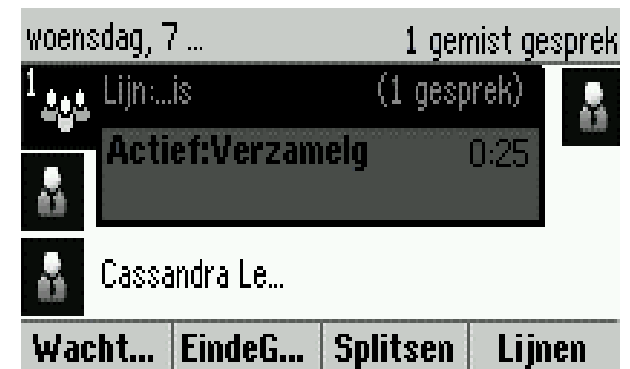 woensdag, 7 ... 1 gemist gesprek
1 Lijn:...is (1 gesprek)
Actief:Verzamelg 0:25
Cassandra Le...
Wacht... EindeG... Splitsen Lijnen